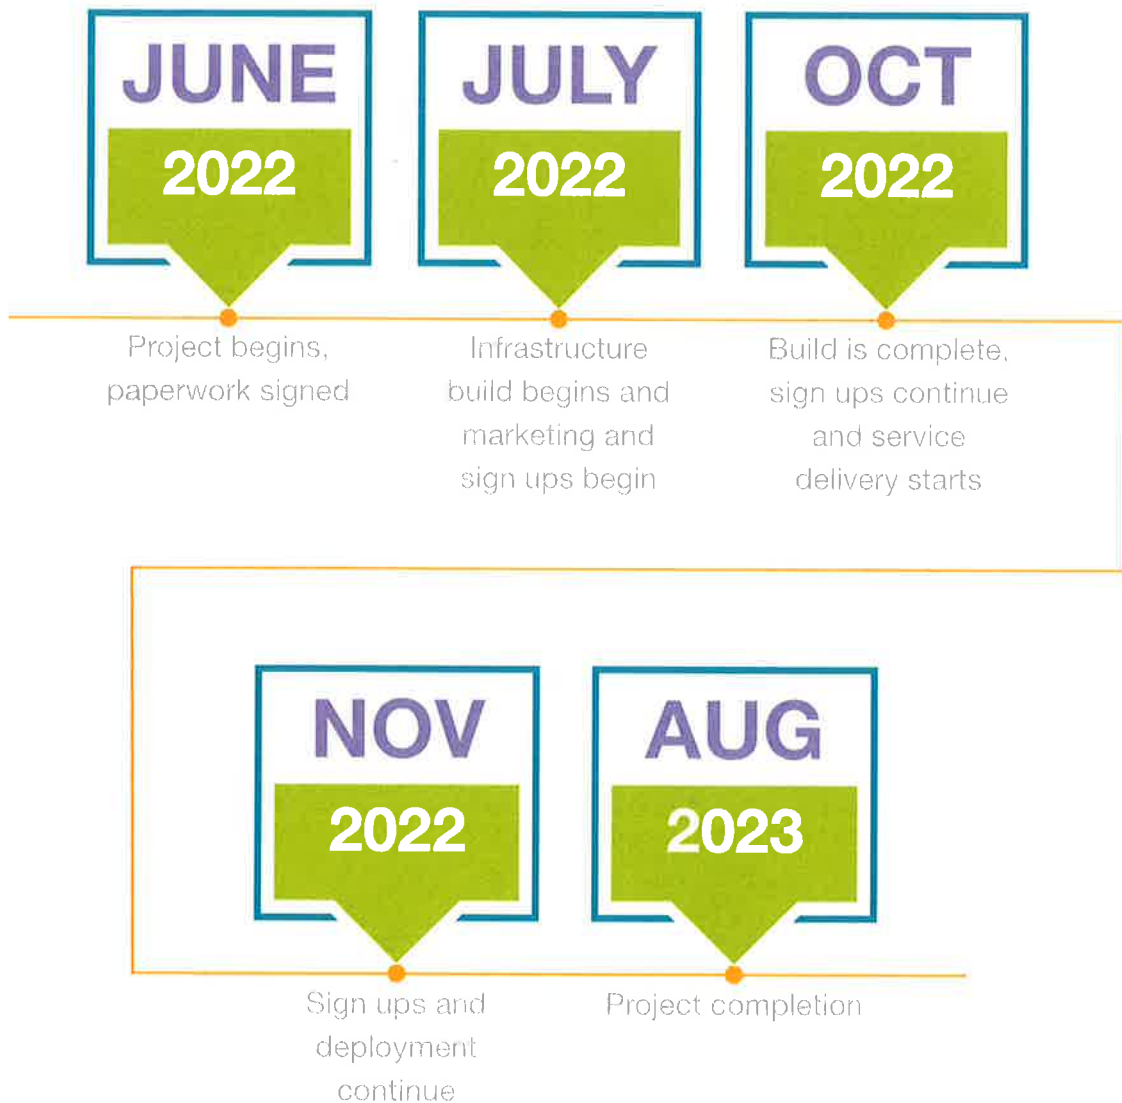 JUNE
2022
Project begins,
paperwork signed
JULY
2022
Infrastructure
build begins and
marketing and
sign ups begin
OCT
2022
Build is complete,
sign ups continue
and service
delivery starts
NOV
2022
Sign ups and
deployment
continue
AUG
2023
Project completion